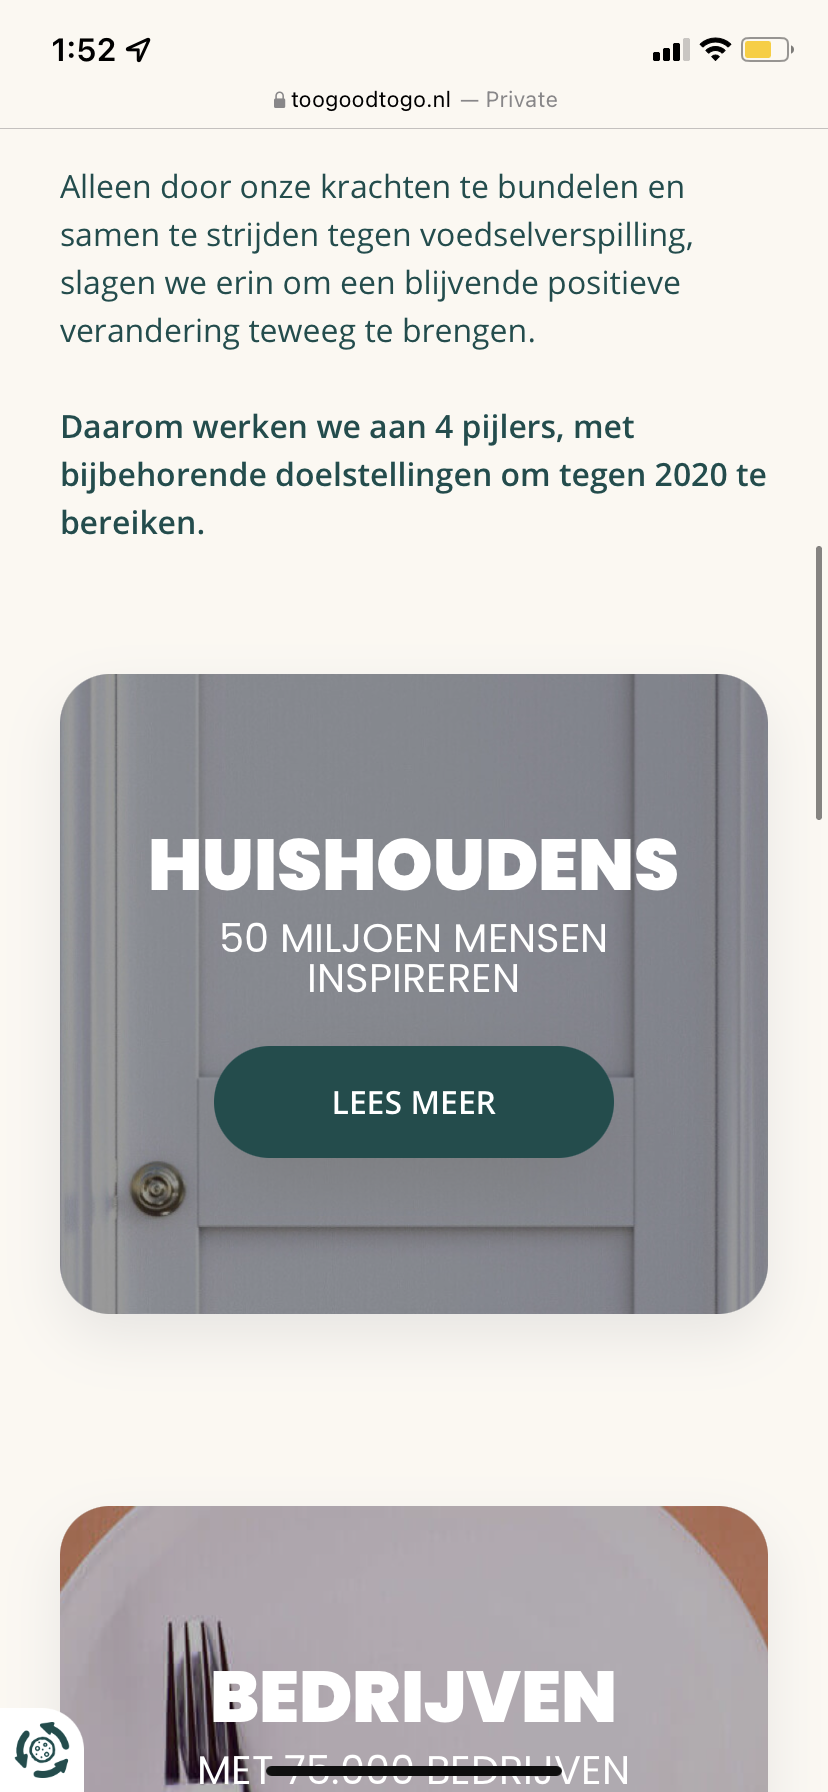 1:52
toogoodtogo.nl — Private
Alleen door onze krachten te bundelen en
samen te strijden tegen voedselverspilling,
slagen we erin om een blijvende positieve
verandering teweeg te brengen.
Daarom werken we aan 4 pijlers, met
bijbehorende doelstellingen om tegen 2020 te
bereiken.
HUISHOUDENS
50 MILJOEN MENSEN
INSPIREREN
LEES MEER
BEDRIJVEN
MET 75.000 BEDRIJVEN